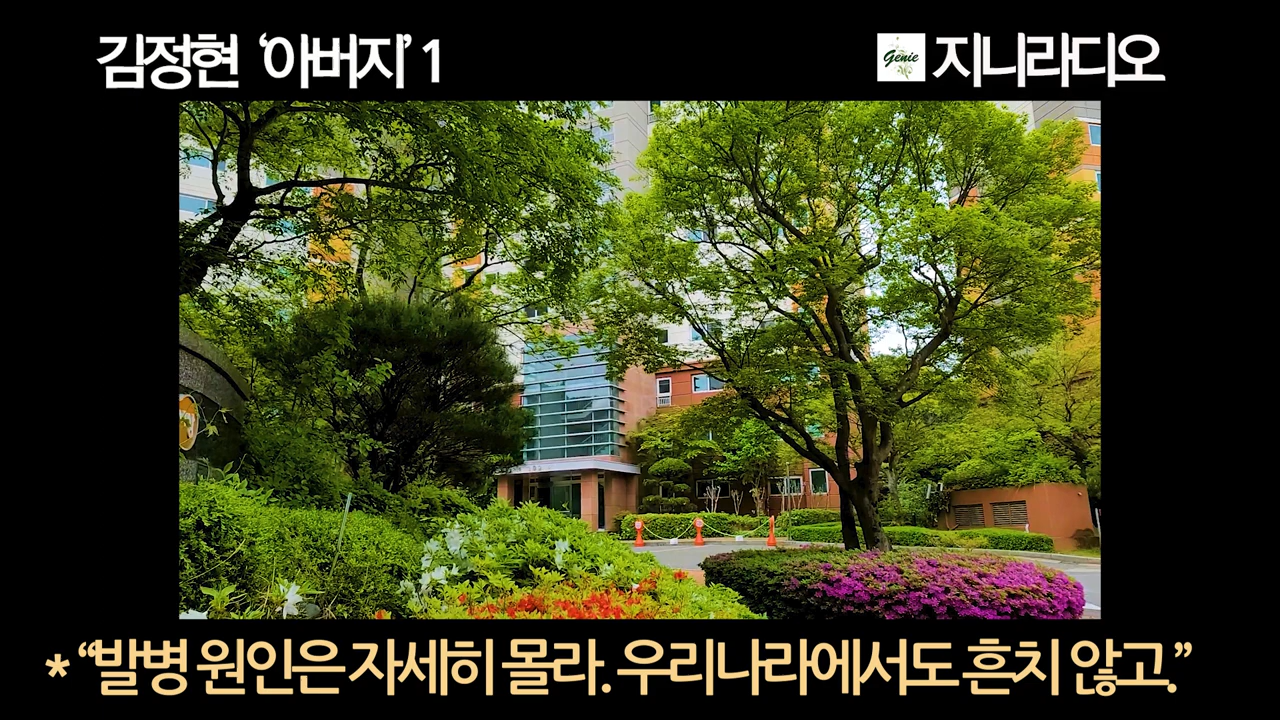 김정현 ‘아버지’ 1
Genie 지니라디오
* “발병 원인은 자세히 몰라. 우리나라에서도 흔치 않고.”